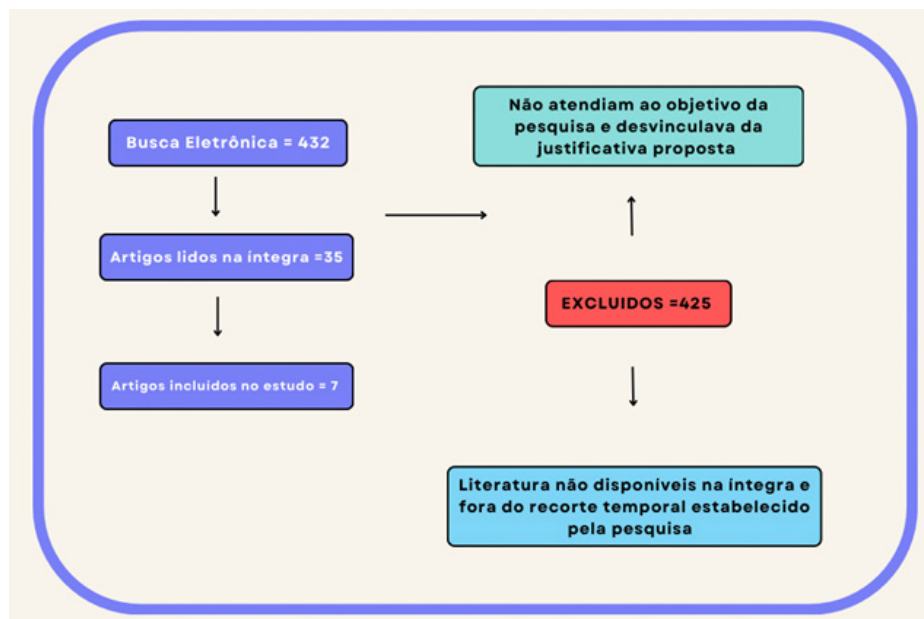 Busca Eletrônica = 432
Artigos lidos na íntegra =35
Artigos incluídos no estudo = 7
Não atendiam ao objetivo da
pesquisa e desvinculava da
justificativa proposta
EXCLUIDOS =425
Literatura não disponíveis na íntegra e
fora do recorte temporal estabelecido
pela pesquisa